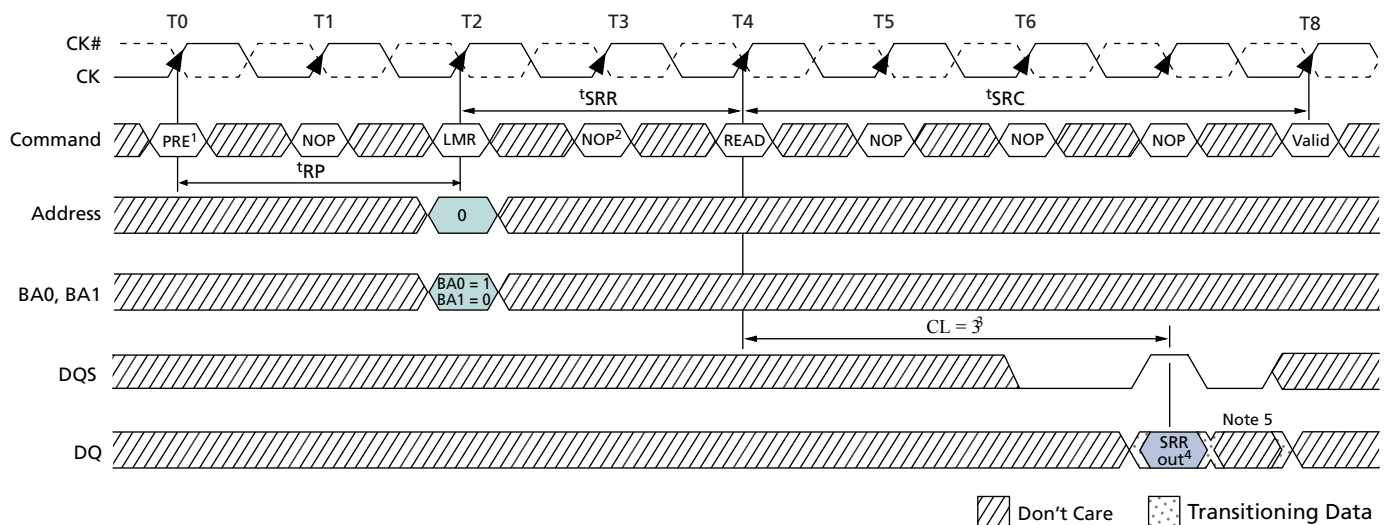 T0 T1 T2 T3 T4 T5 T6 T8
CK#
CK
tSRR tSRC
Command PRE1 NOP LMR NOP2 READ NOP NOP NOP Valid
tRP
Address 0
BA0, BA1 BA0 = 1
BA1 = 0
CL = 33
DQS
Note 5
DQ SRR
out4
Don't Care Transitioning Data